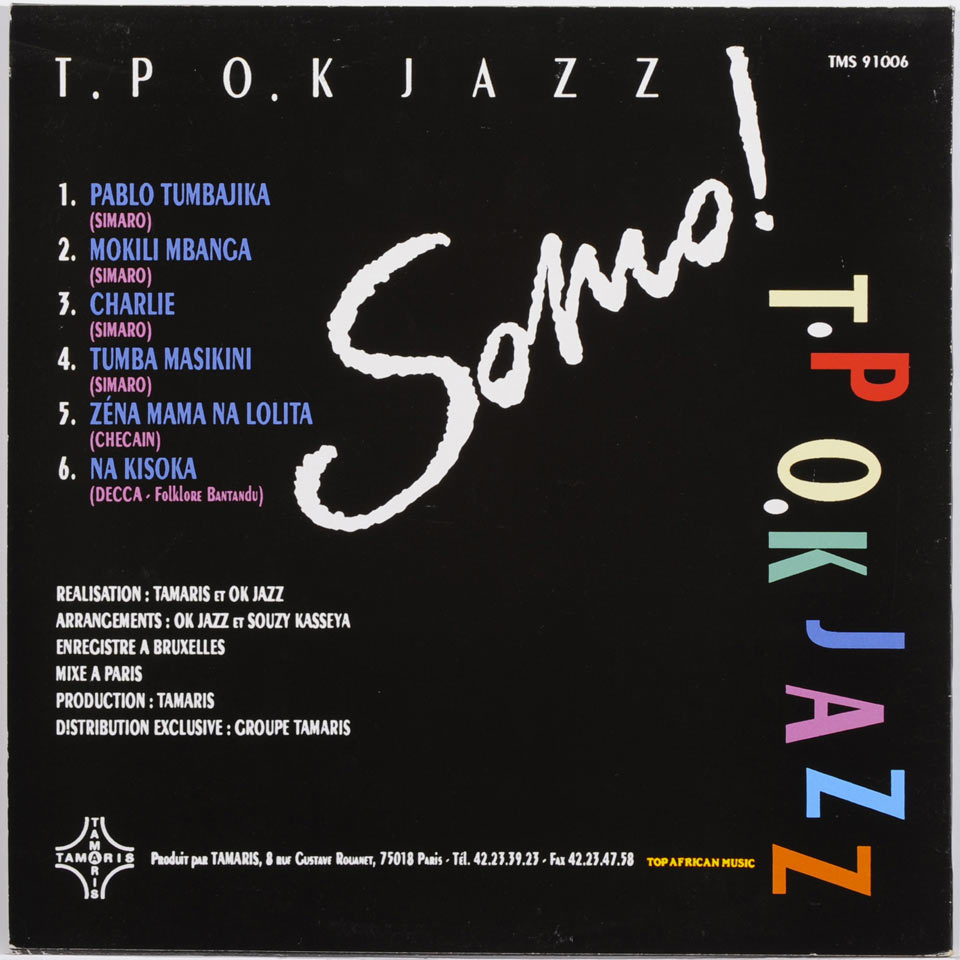 T.P O.K JAZZ
TMS 91006
Somo!
1. PABLO TUMBAJIKA
(SIMARO)
2. MOKILI MBANGA
(SIMARO)
3. CHARLIE
(SIMARO)
4. TUMBA MASIKINI
(SIMARO)
5. ZÉNA MAMA NA LOLITA
(CHECAIN)
6. NA KISOKA
(DECCA - Folklore Bantandu)
T.P O.K JAZZ
REALISATION : TAMARIS ET OK JAZZ
ARRANGEMENTS : OK JAZZ ET SOUZY KASSEYA
ENREGISTRE A BRUXELLES
MIXE A PARIS
PRODUCTION : TAMARIS
DISTRIBUTION EXCLUSIVE : GROUPE TAMARIS
TAMARIS
TAMARIS
Produit par TAMARIS, 8 rue Gustave Rouanet, 75018 Paris - Tél. 42.23.39.23 - Fax 42.23.47.58
TOP AFRICAN MUSIC